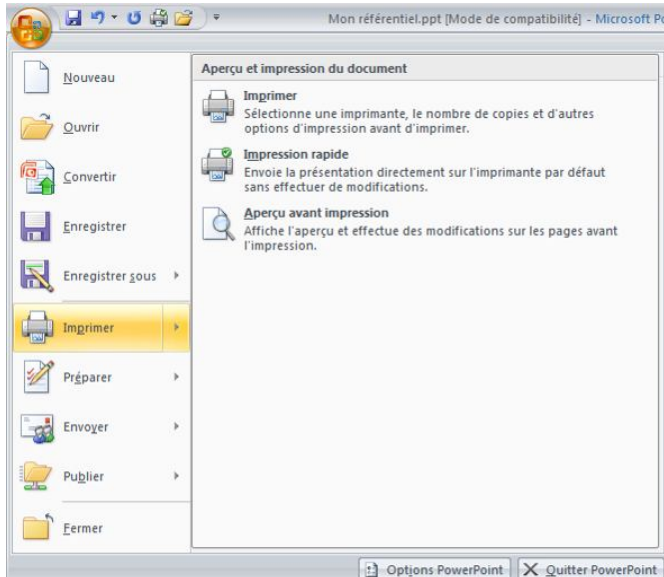 Mon référentiel.ppt [Mode de compatibilité] - Microsoft
Nouveau
Ouvrir
Convertir
Enregistrer
Enregistrer sous
Imprimer
Préparer
Envoyer
Publier
Fermer
Aperçu et impression du document
Imprimer
Sélectionne une imprimante, le nombre de copies et d'autres
options d'impression avant d'imprimer.
Impression rapide
Envoie la présentation directement sur l'imprimante par défaut
sans effectuer de modifications.
Aperçu avant impression
Affiche l'aperçu et effectue des modifications sur les pages avant
l'impression.
Options PowerPoint
Quitter PowerPoint